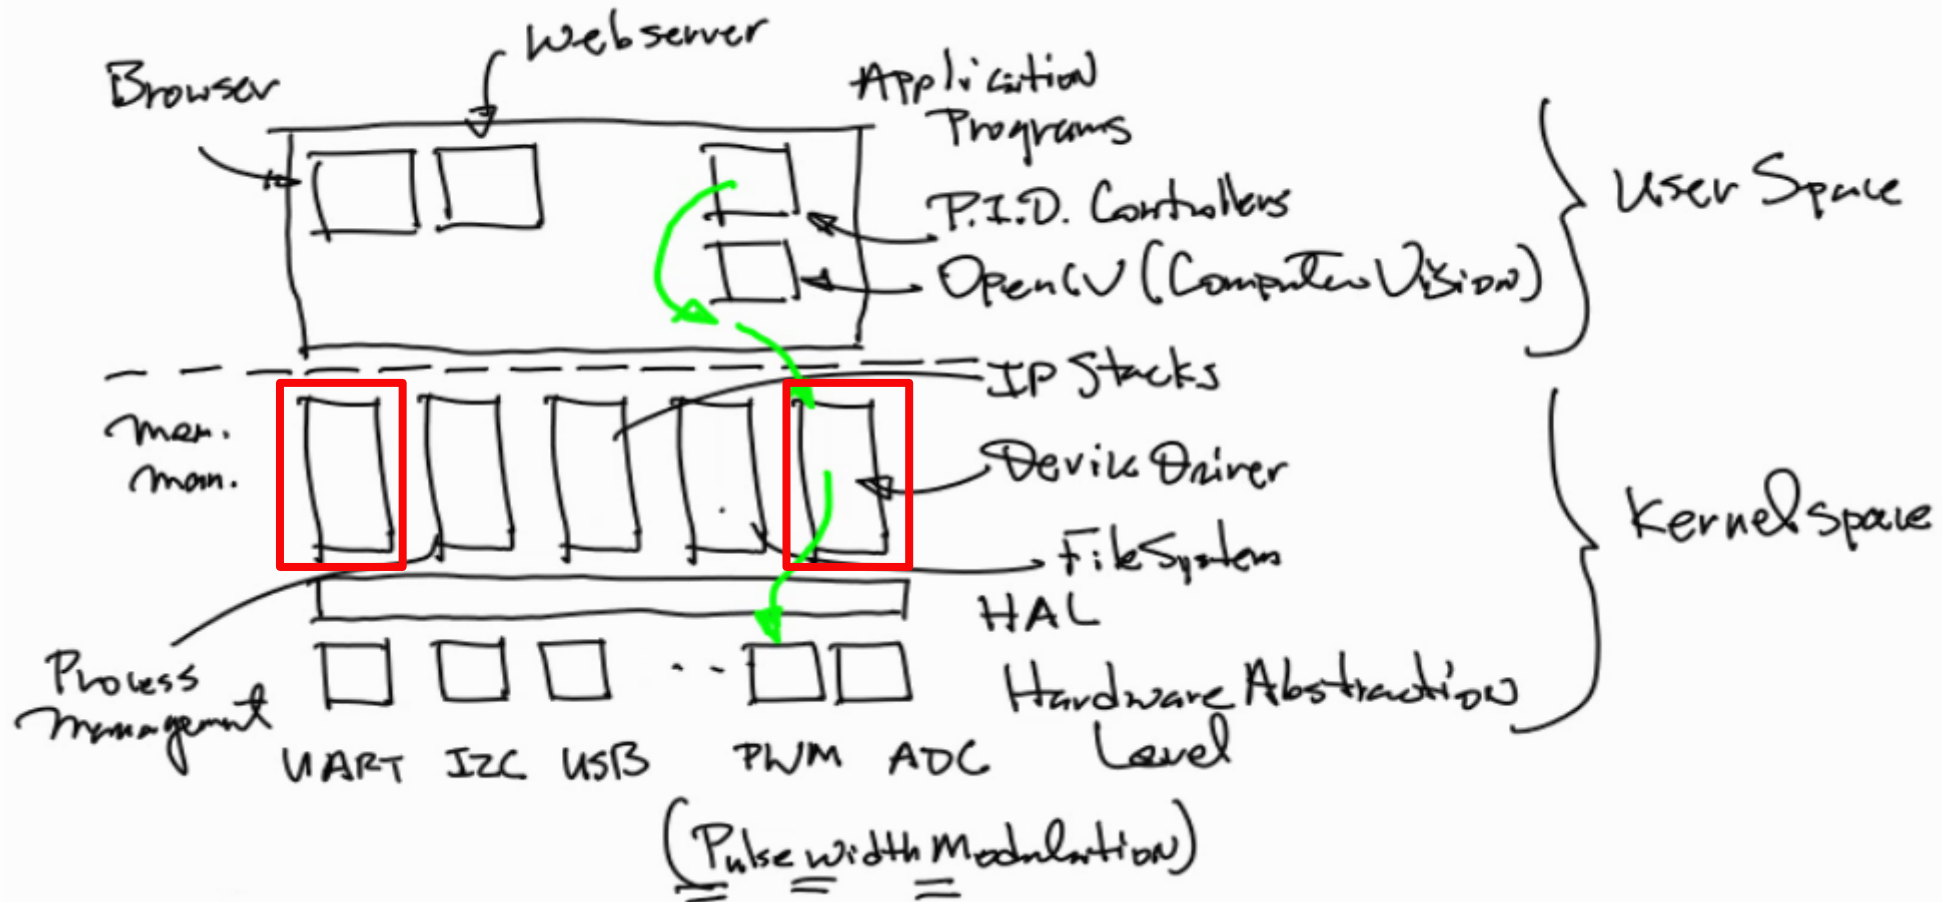 Webserver
Browser
Application
Programs
P.I.D. Controllers
OpenCV (Computer Vision)
User Space
IP Stacks
mem.
man.
Device Driver
File System
Kernel space
HAL
Process
management
Hardware Abstraction
Level
UART I2C USB PWM ADC
(Pulse width Modulation)